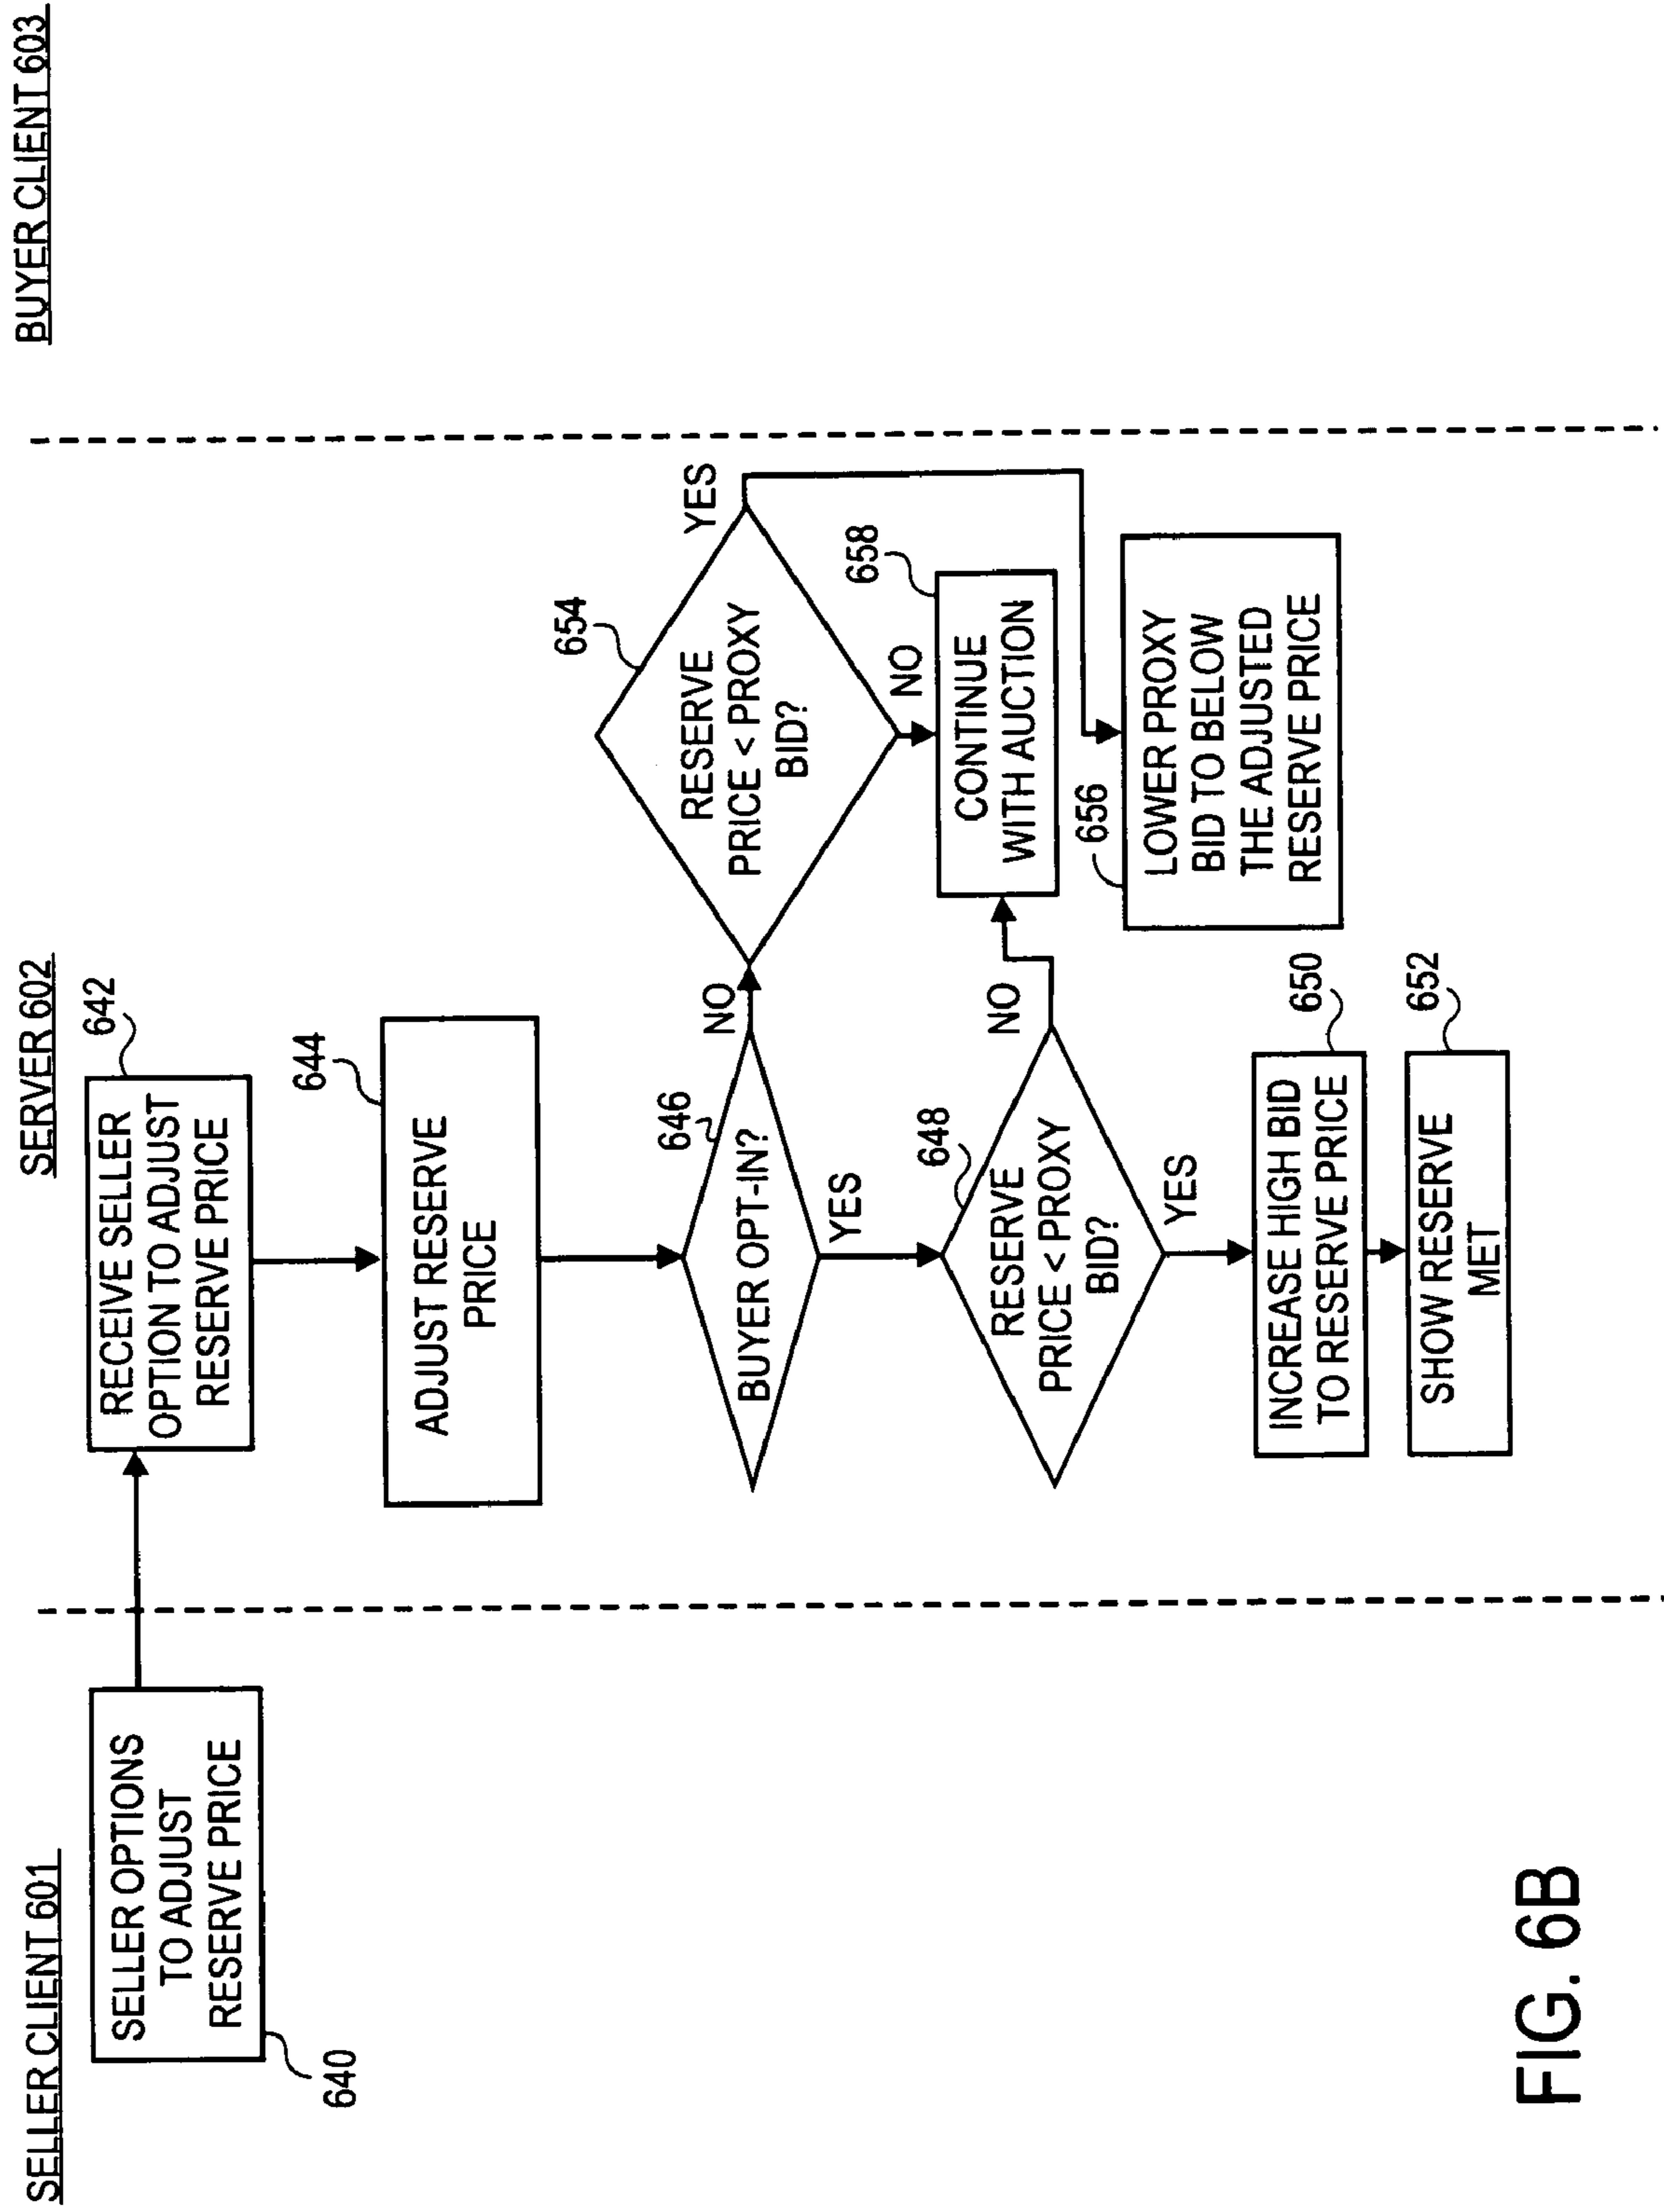 SELLER CLIENT 601
SERVER 602
BUYER CLIENT 603
SELLER OPTIONS
TO ADJUST
RESERVE PRICE
640
RECEIVE SELLER
OPTION TO ADJUST
RESERVE PRICE
642
ADJUST RESERVE
PRICE
644
BUYER OPT-IN?
646
NO
YES
RESERVE
PRICE < PROXY
BID?
654
YES
NO
RESERVE
PRICE < PROXY
BID?
648
NO
YES
CONTINUE
WITH AUCTION
658
LOWER PROXY
BID TO BELOW
THE ADJUSTED
RESERVE PRICE
656
INCREASE HIGH BID
TO RESERVE PRICE
650
SHOW RESERVE
MET
652
FIG. 6B